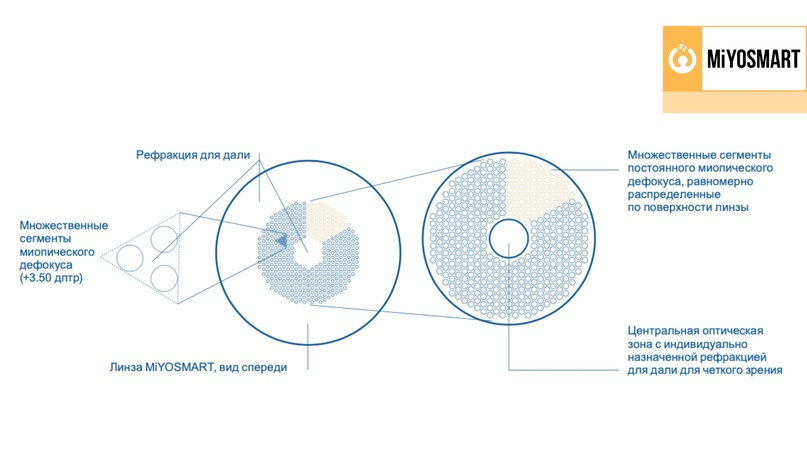 MiYOSMART
Рефракция для дали
Множественные сегменты
постоянного миопического
дефокуса, равномерно
распределенные
по поверхности линзы
Множественные
сегменты
миопического
дефокуса
(+3.50 дптр)
Центральная оптическая
зона с индивидуально
назначенной рефракцией
для дали для четкого зрения
Линза MiYOSMART, вид спереди